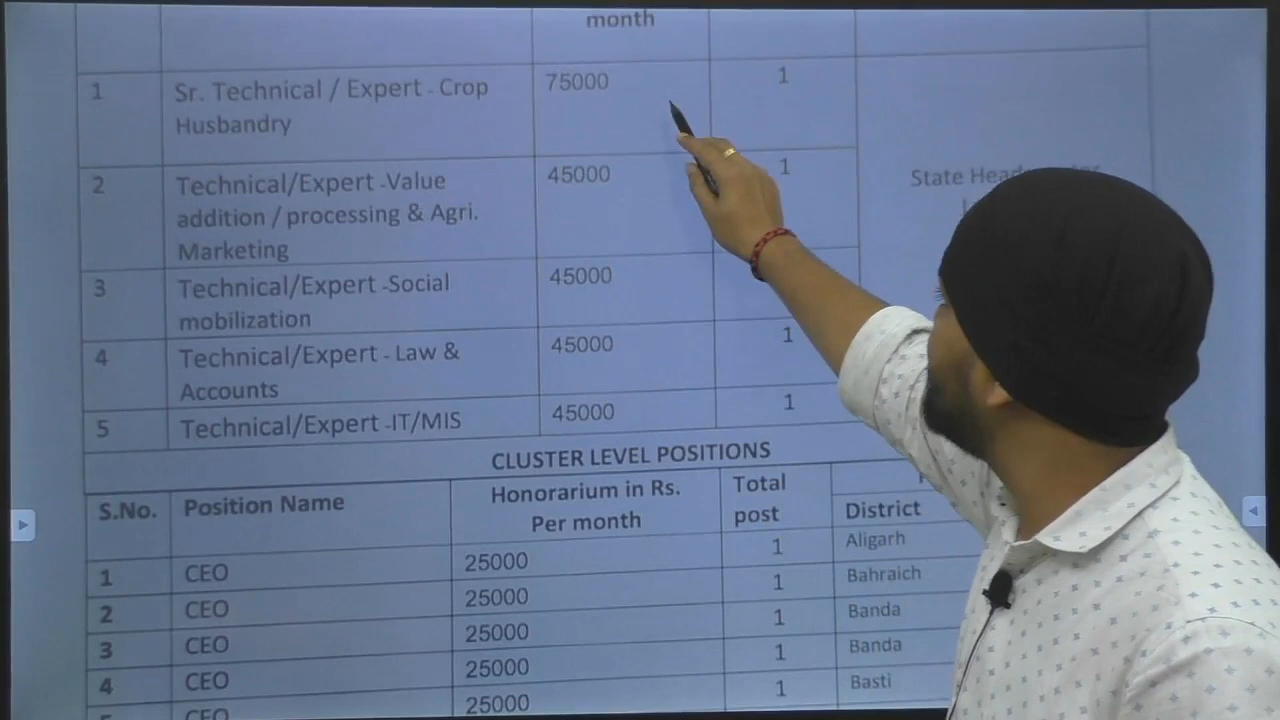 month
1 Sr. Technical / Expert - Crop 75000 1
Husbandry
2 Technical/Expert -Value 45000 1 State
addition / processing & Agri.
Marketing
3 Technical/Expert -Social 45000
mobilization
4 Technical/Expert - Law & 45000 1
Accounts
5 Technical/Expert -IT/MIS 45000 1
CLUSTER LEVEL POSITIONS
S.No. Position Name Honorarium in Rs. Total
Per month post District
1 CEO 25000 1 Aligarh
2 CEO 25000 1 Bahraich
3 CEO 25000 1 Banda
4 CEO 25000 1 Banda
CEO 25000 1 Basti